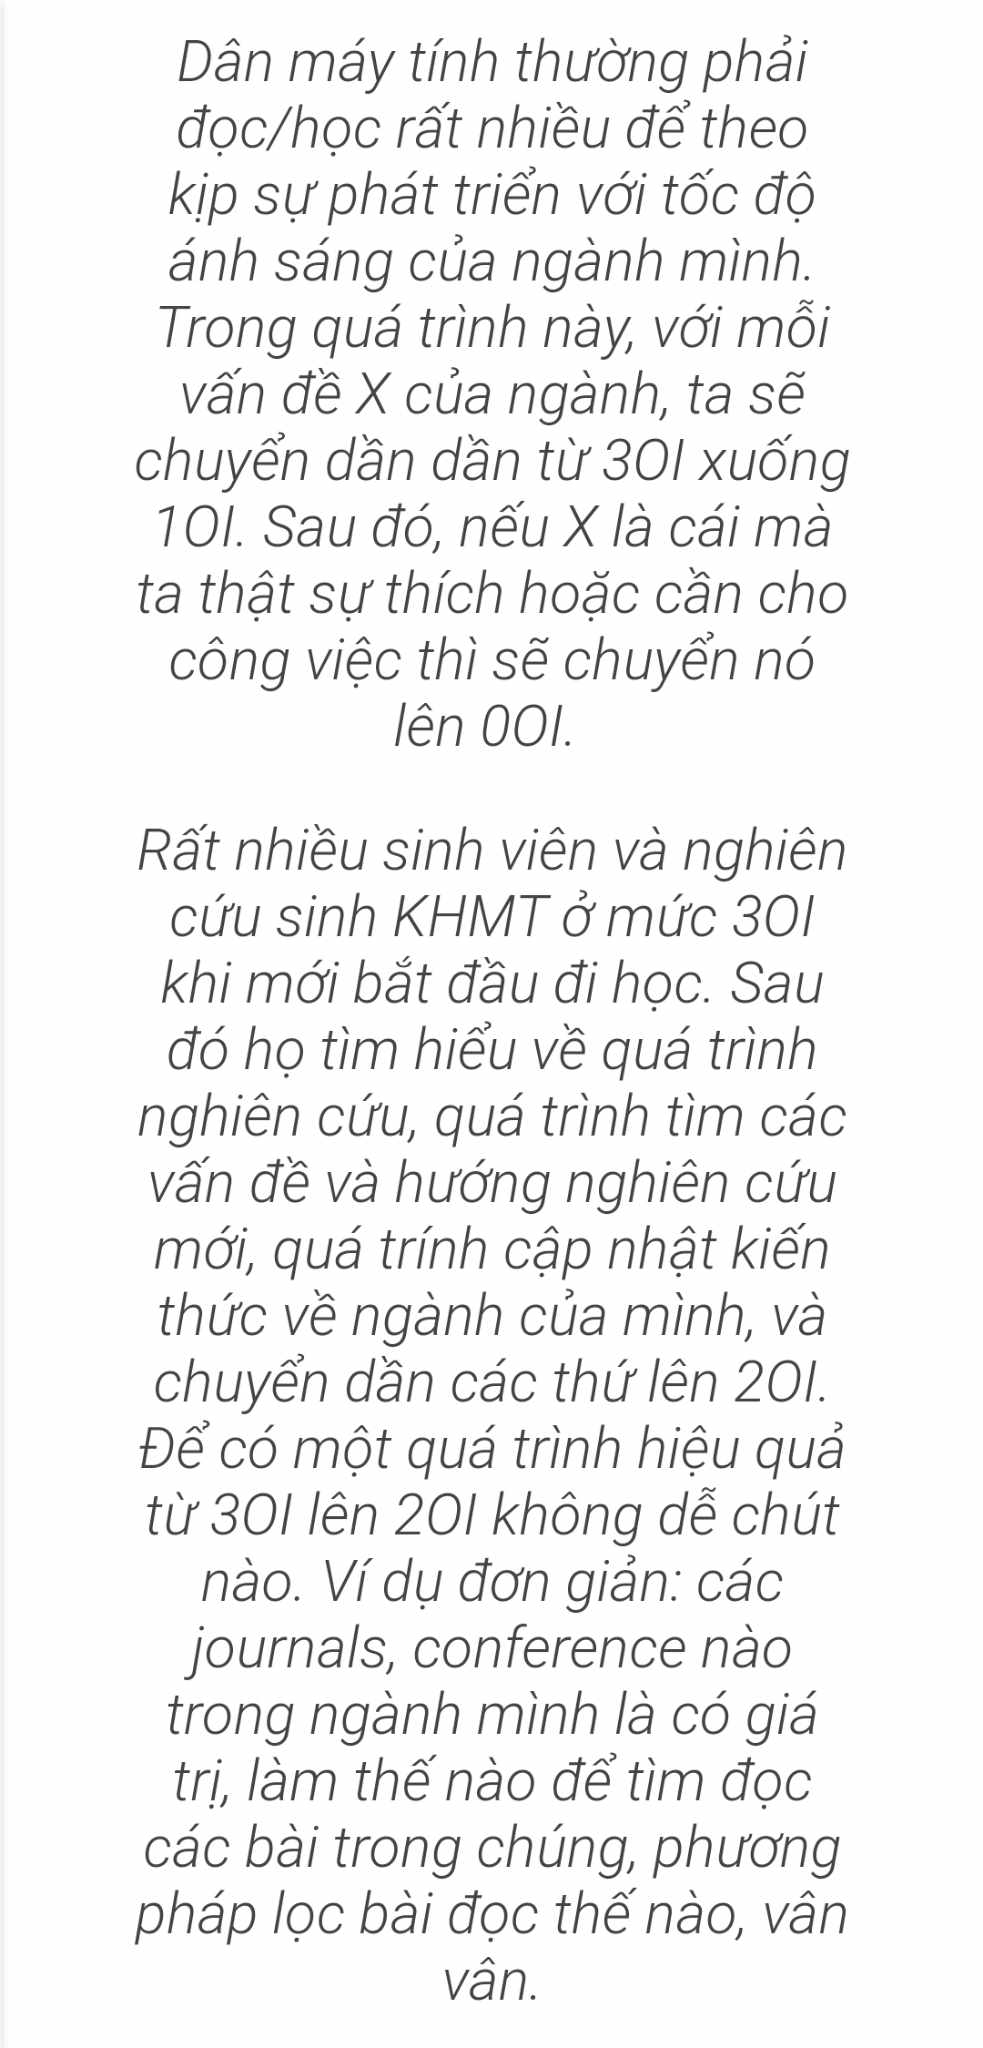 Dân máy tính thường phải
đọc/học rất nhiều để theo
kịp sự phát triển với tốc độ
ánh sáng của ngành mình.
Trong quá trình này, với mỗi
vấn đề X của ngành, ta sẽ
chuyển dần dần từ 3OI xuống
1OI. Sau đó, nếu X là cái mà
ta thật sự thích hoặc cần cho
công việc thì sẽ chuyển nó
lên 0OI.
Rất nhiều sinh viên và nghiên
cứu sinh KHMT ở mức 3OI
khi mới bắt đầu đi học. Sau
đó họ tìm hiểu về quá trình
nghiên cứu, quá trình tìm các
vấn đề và hướng nghiên cứu
mới, quá trính cập nhật kiến
thức về ngành của mình, và
chuyển dần các thứ lên 2OI.
Để có một quá trình hiệu quả
từ 3OI lên 2OI không dễ chút
nào. Ví dụ đơn giản: các
journals, conference nào
trong ngành mình là có giá
trị, làm thế nào để tìm đọc
các bài trong chúng, phương
pháp lọc bài đọc thế nào, vân
vân.